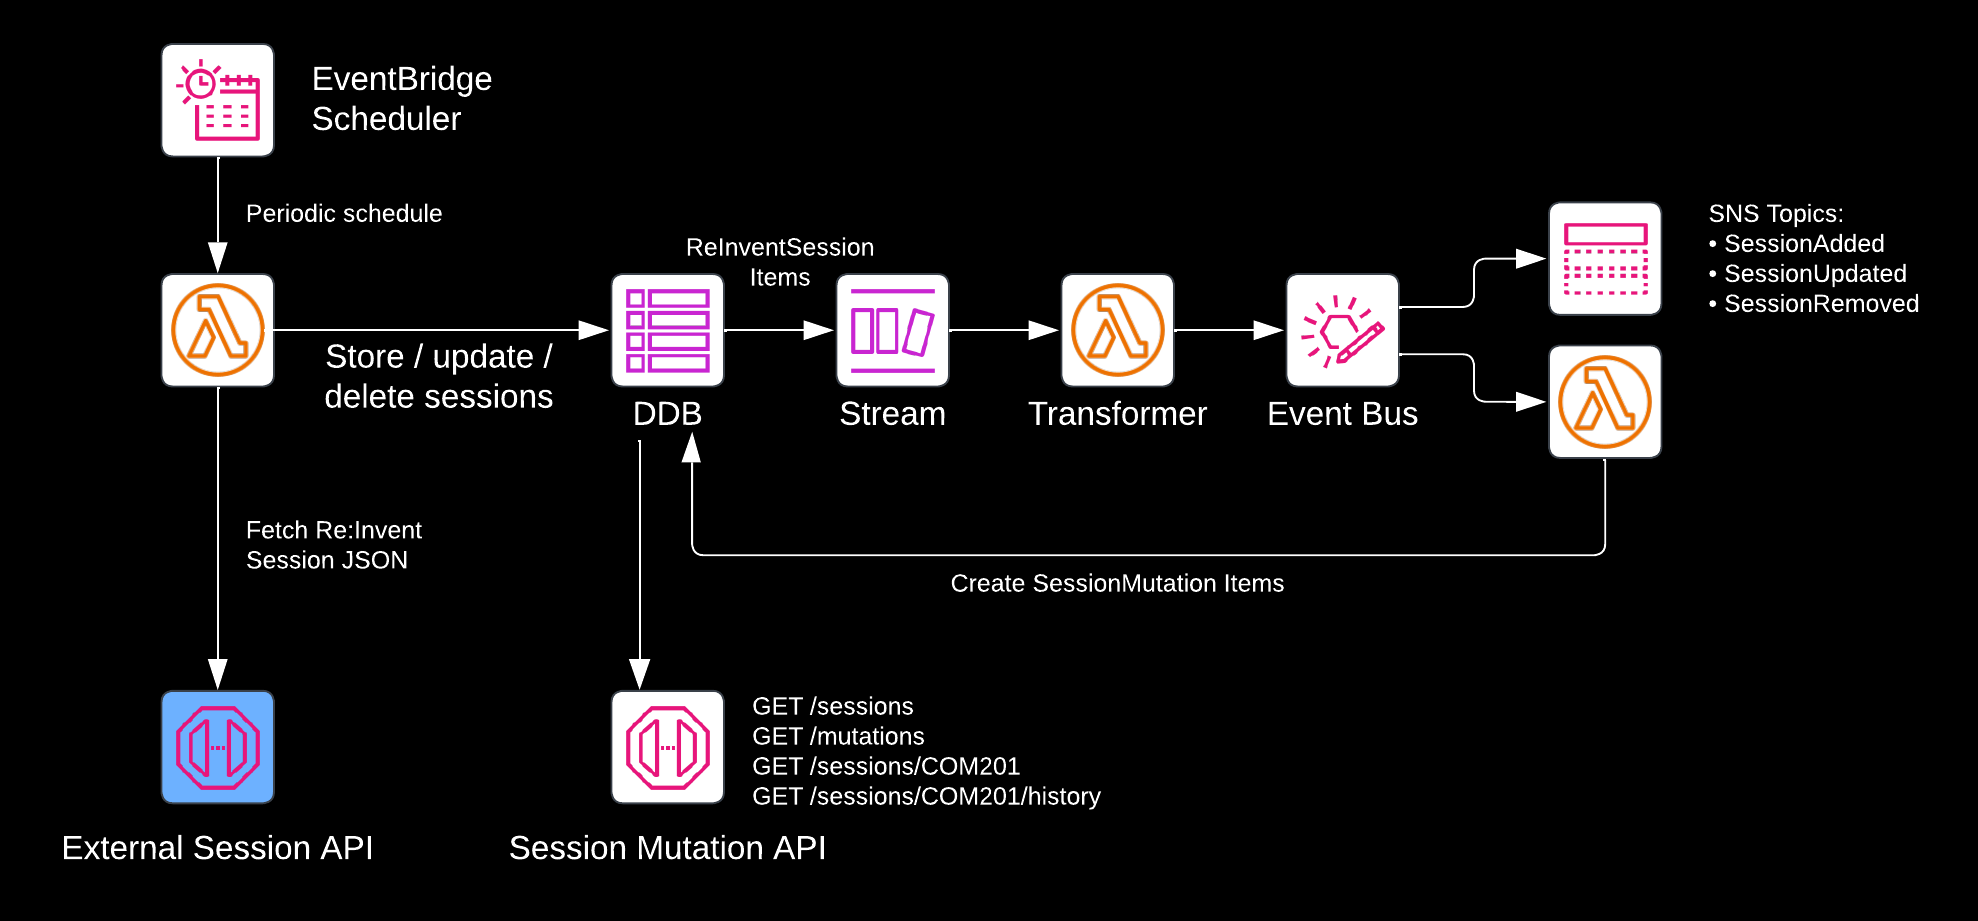 EventBridge
Scheduler
Periodic schedule
SNS Topics:
• SessionAdded
• SessionUpdated
• SessionRemoved
ReInventSession
Items
Store / update /
delete sessions
DDB
Stream
Transformer
Event Bus
Fetch Re:Invent
Session JSON
Create SessionMutation Items
GET /sessions
GET /mutations
GET /sessions/COM201
GET /sessions/COM201/history
External Session API
Session Mutation API